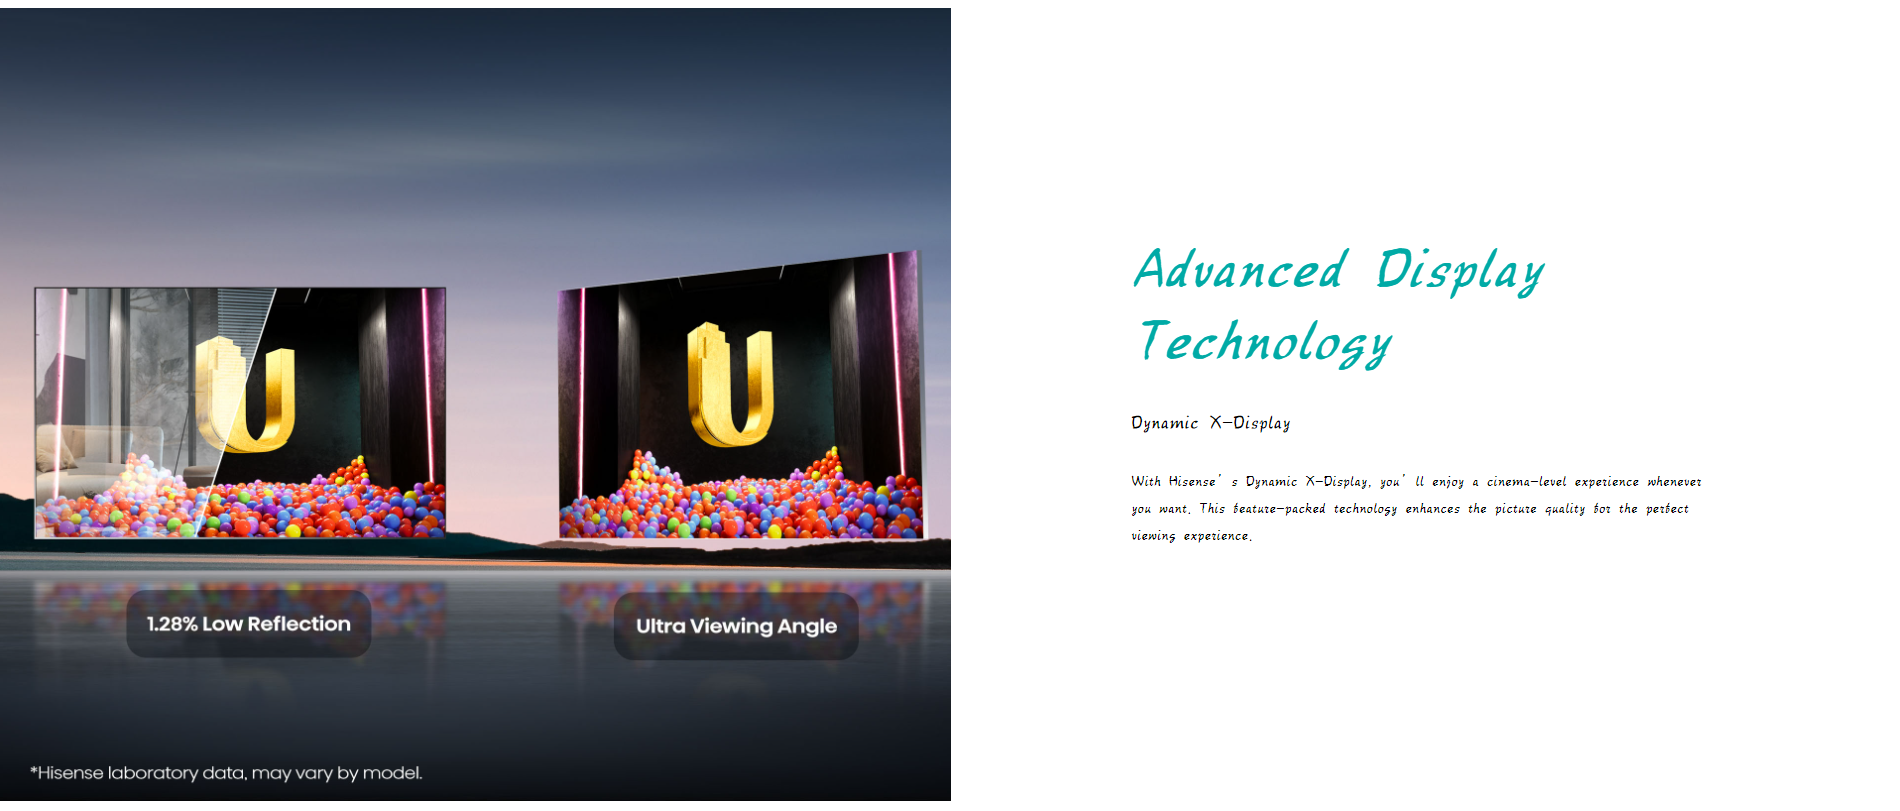 1.28% Low Reflection
Ultra Viewing Angle
*Hisense laboratory data, may vary by model.
Advanced Display
Technology
Dynamic X-Display
With Hisense’s Dynamic X-Display, you’ll enjoy a cinema-level experience whenever
you want. This feature-packed technology enhances the picture quality for the perfect
viewing experience.